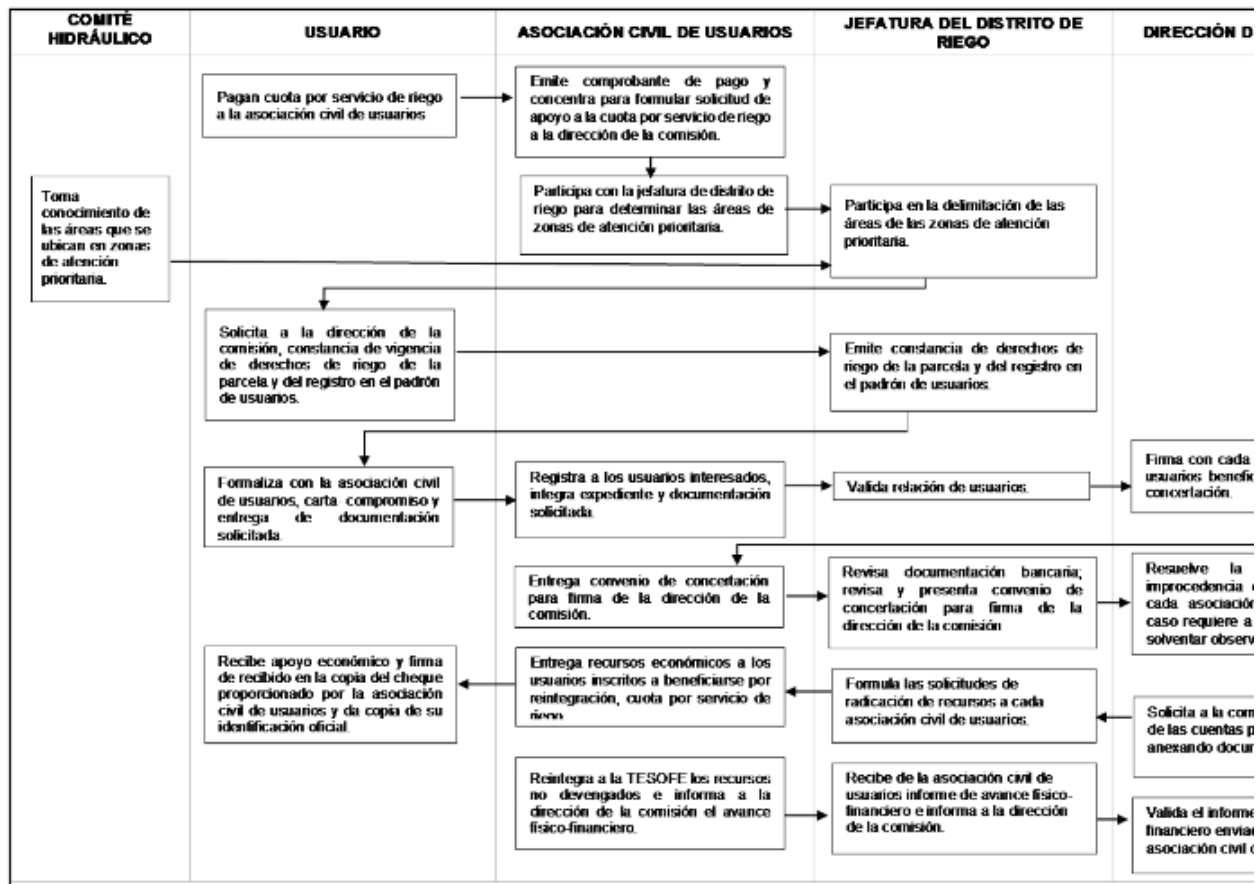 COMITÉ
HIDRÁULICO
USUARIO
ASOCIACIÓN CIVIL DE USUARIOS
JEFATURA DEL DISTRITO DE
RIEGO
DIRECCIÓN D
Pagan cuota por servicio de riego
a la asociación civil de usuarios
Emite comprobante de pago y
concentra para formular solicitud de
apoyo a la cuota por servicio de riego
a la dirección de la comisión.
Toma
conocimiento de
las áreas que se
ubican en zonas
de atención
prioritaria.
Participa con la jefatura de distrito de
riego para determinar las áreas de
zonas de atención prioritaria.
Participa en la delimitación de las
áreas de las zonas de atención
prioritaria.
Solicita a la dirección de la
comisión, constancia de vigencia
de derechos de riego de la
parcela y del registro en el padrón
de usuarios.
Emite constancia de derechos de
riego de la parcela y del registro en
el padrón de usuarios.
Formaliza con la asociación civil
de usuarios, carta- compromiso y
entrega de documentación
solicitada.
Registra a los usuarios interesados,
integra expediente y documentación
solicitada.
Valida relación de usuarios.
Firma con cada
usuarios benefic
concertación.
Entrega convenio de concertación
para firma de la dirección de la
comisión.
Revisa documentación bancaria;
revisa y presenta convenio de
concertación para firma de la
dirección de la comisión
Resuelve la
improcedencia
cada asociación
caso requiere a
solventar observ
Recibe apoyo económico y firma
de recibido en la copia del cheque
proporcionado por la asociación
civil de usuarios y da copia de su
identificación oficial.
Entrega recursos económicos a los
usuarios inscritos a beneficiarse por
reintegración, cuota por servicio de
riego
Formula las solicitudes de
radicación de recursos a cada
asociación civil de usuarios.
Solicita a la com
de las cuentas p
anexando docum
Reintegra a la TESOFE los recursos
no devengados e informa a la
dirección de la comisión el avance
físico-financiero.
Recibe de la asociación civil de
usuarios informe de avance físico-
financiero e informa a la dirección
de la comisión.
Valida el informe
financiero envia
asociación civil